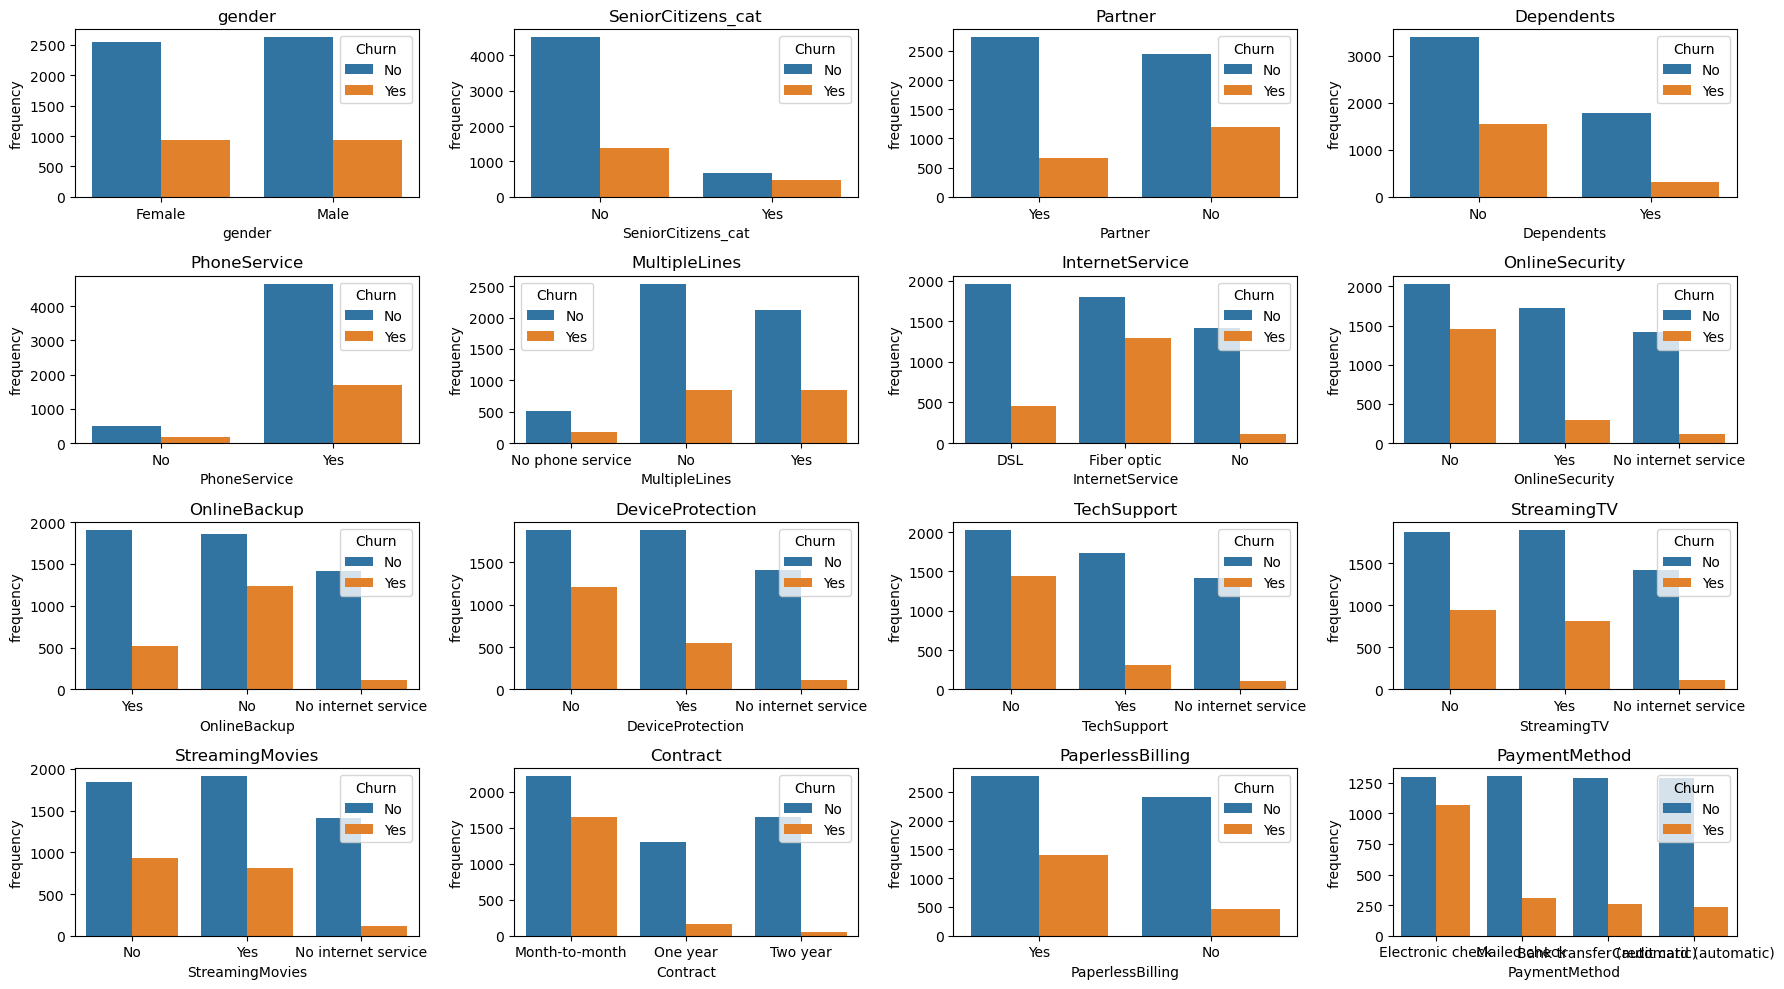 gender
frequency
2500
2000
1500
1000
500
0
Churn
No
Yes
Female Male
gender
SeniorCitizens_cat
frequency
4000
3000
2000
1000
0
Churn
No
Yes
No Yes
SeniorCitizens_cat
Partner
frequency
2500
2000
1500
1000
500
0
Churn
No
Yes
Yes No
Partner
Dependents
frequency
3000
2000
1000
0
Churn
No
Yes
No Yes
Dependents
PhoneService
frequency
4000
3000
2000
1000
0
Churn
No
Yes
No Yes
PhoneService
MultipleLines
frequency
2500
2000
1500
1000
500
0
Churn
No
Yes
No phone service No Yes
MultipleLines
InternetService
frequency
2000
1500
1000
500
0
Churn
No
Yes
DSL Fiber optic No
InternetService
OnlineSecurity
frequency
2000
1500
1000
500
0
Churn
No
Yes
No Yes No internet service
OnlineSecurity
OnlineBackup
frequency
2000
1500
1000
500
0
Churn
No
Yes
Yes No No internet service
OnlineBackup
DeviceProtection
frequency
1500
1000
500
0
Churn
No
Yes
No Yes No internet service
DeviceProtection
TechSupport
frequency
2000
1500
1000
500
0
Churn
No
Yes
No Yes No internet service
TechSupport
StreamingTV
frequency
1500
1000
500
0
Churn
No
Yes
No Yes No internet service
StreamingTV
StreamingMovies
frequency
2000
1500
1000
500
0
Churn
No
Yes
No Yes No internet service
StreamingMovies
Contract
frequency
2000
1500
1000
500
0
Churn
No
Yes
Month-to-month One year Two year
Contract
PaperlessBilling
frequency
2500
2000
1500
1000
500
0
Churn
No
Yes
Yes No
PaperlessBilling
PaymentMethod
frequency
1250
1000
750
500
250
0
Churn
No
Yes
Electronic check Mailed check Bank transfer (automatic) Credit card (automatic)
PaymentMethod